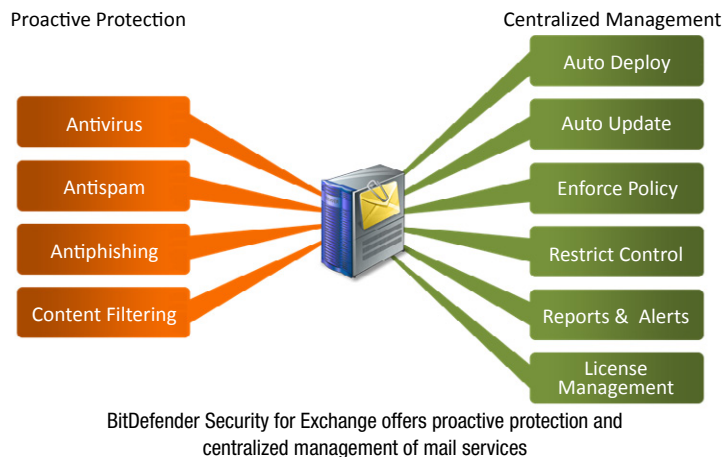 Proactive Protection
Antivirus
Antispam
Antiphishing
Content Filtering
Centralized Management
Auto Deploy
Auto Update
Enforce Policy
Restrict Control
Reports & Alerts
License
Management
BitDefender Security for Exchange offers proactive protection and
centralized management of mail services